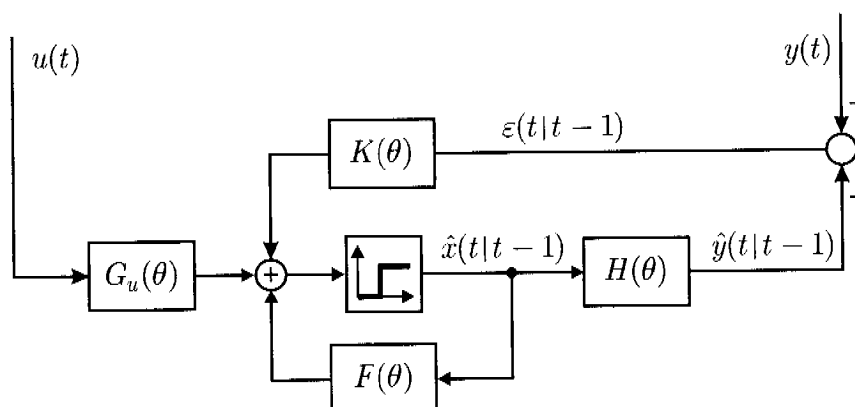 u(t)
y(t)
ε(t|t − 1)
K(θ)
x̂(t|t − 1)
ŷ(t|t − 1)
G_u(θ)
+
H(θ)
F(θ)